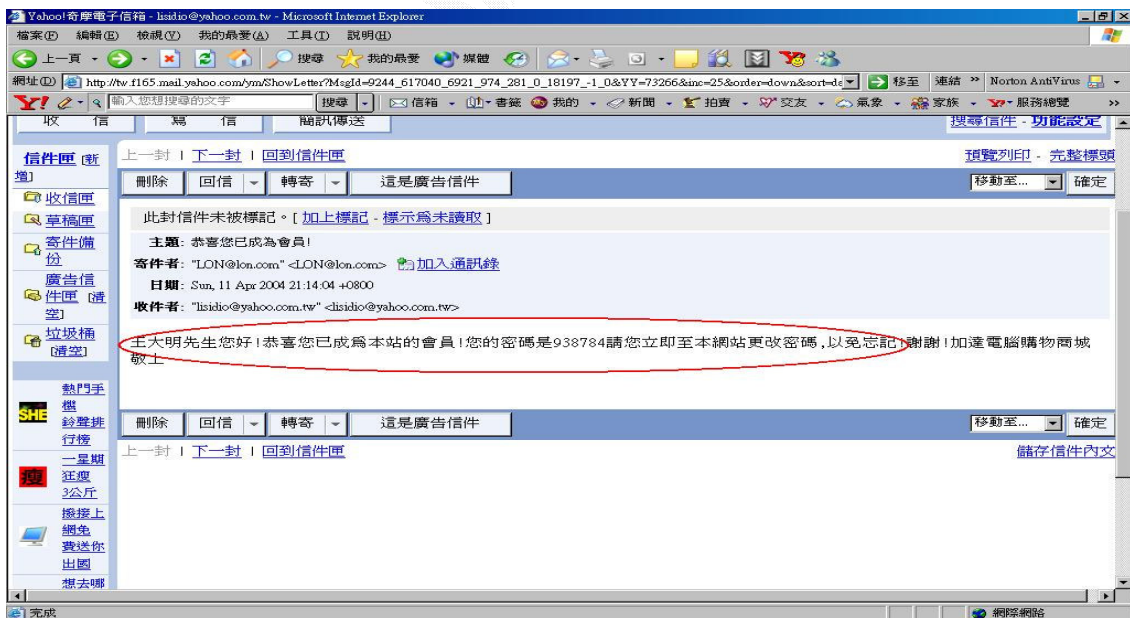 Yahoo!奇摩電子信箱 - lisidio@yahoo.com.tw - Microsoft Internet Explorer
檔案(F) 編輯(E) 檢視(V) 我的最愛(A) 工具(T) 說明(H)
上一頁 搜尋 我的最愛 媒體
網址(D) http://tw.f165.mail.yahoo.com/ym/ShowLetter?MsgId=9244_617040_6921_974_281_0_18197_-1_0&YY=73266&inc=25&order=down&sort=da 移至 連結 » Norton AntiVirus
Y! 輸入您想搜尋的文字 搜尋 信箱 書籤 我的 新聞 拍賣 交友 氣象 家族 服務總覽 »
收 信 寫 信 簡訊傳送 搜尋信件 - 功能設定
信件匣 [新增]
收信匣
草稿匣
寄件備份
廣告信件匣 [清空]
垃圾桶 [清空]
上一封 | 下一封 | 回到信件匣 預覽列印 - 完整標頭
刪除 回信 轉寄 這是廣告信件 移動至... 確定
此封信件未被標記。[ 加上標記 - 標示為未讀取 ]
主題: 恭喜您已成為會員!
寄件者: "LON@lon.com" <LON@lon.com> 加入通訊錄
日期: Sun, 11 Apr 2004 21:14:04 +0800
收件者: "lisidio@yahoo.com.tw" <lisidio@yahoo.com.tw>
王大明先生您好!恭喜您已成為本站的會員!您的密碼是938784請您立即至本網站更改密碼,以免忘記!謝謝!加達電腦購物商城
敬上
刪除 回信 轉寄 這是廣告信件 移動至... 確定
上一封 | 下一封 | 回到信件匣 儲存信件內文
SHE
熱門手機
鈴聲排行榜
瘦
一星期狂瘦
3公斤
撥接上網免
費送你出國
想去哪
完成 網際網路